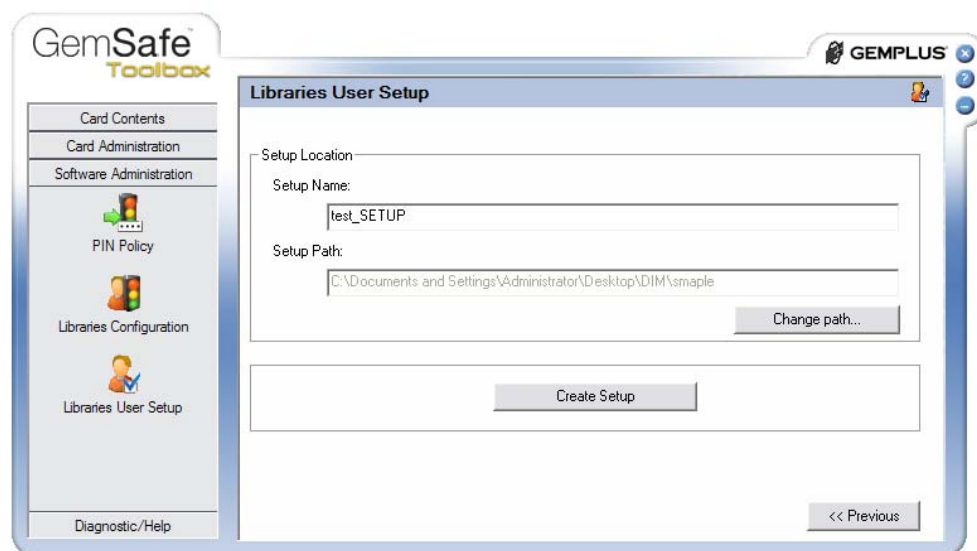 GemSafe
Toolbox
GEMPLUS
Card Contents
Card Administration
Software Administration
PIN Policy
Libraries Configuration
Libraries User Setup
Diagnostic/Help
Libraries User Setup
Setup Location
Setup Name:
test_SETUP
Setup Path:
C:\Documents and Settings\Administrator\Desktop\DIM\smaple
Change path...
Create Setup
<< Previous